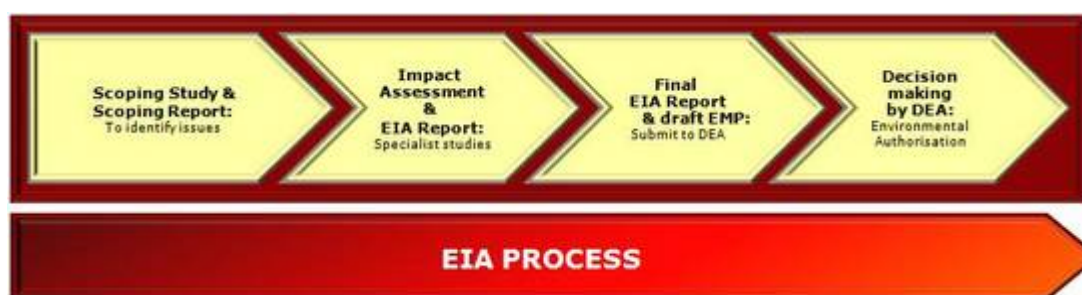 Scoping Study &
Scoping Report:
To identify issues
Impact
Assessment
&
EIA Report:
Specialist studies
Final
EIA Report
& draft EMP:
Submit to DEA
Decision
making
by DEA:
Environmental
Authorisation
EIA PROCESS